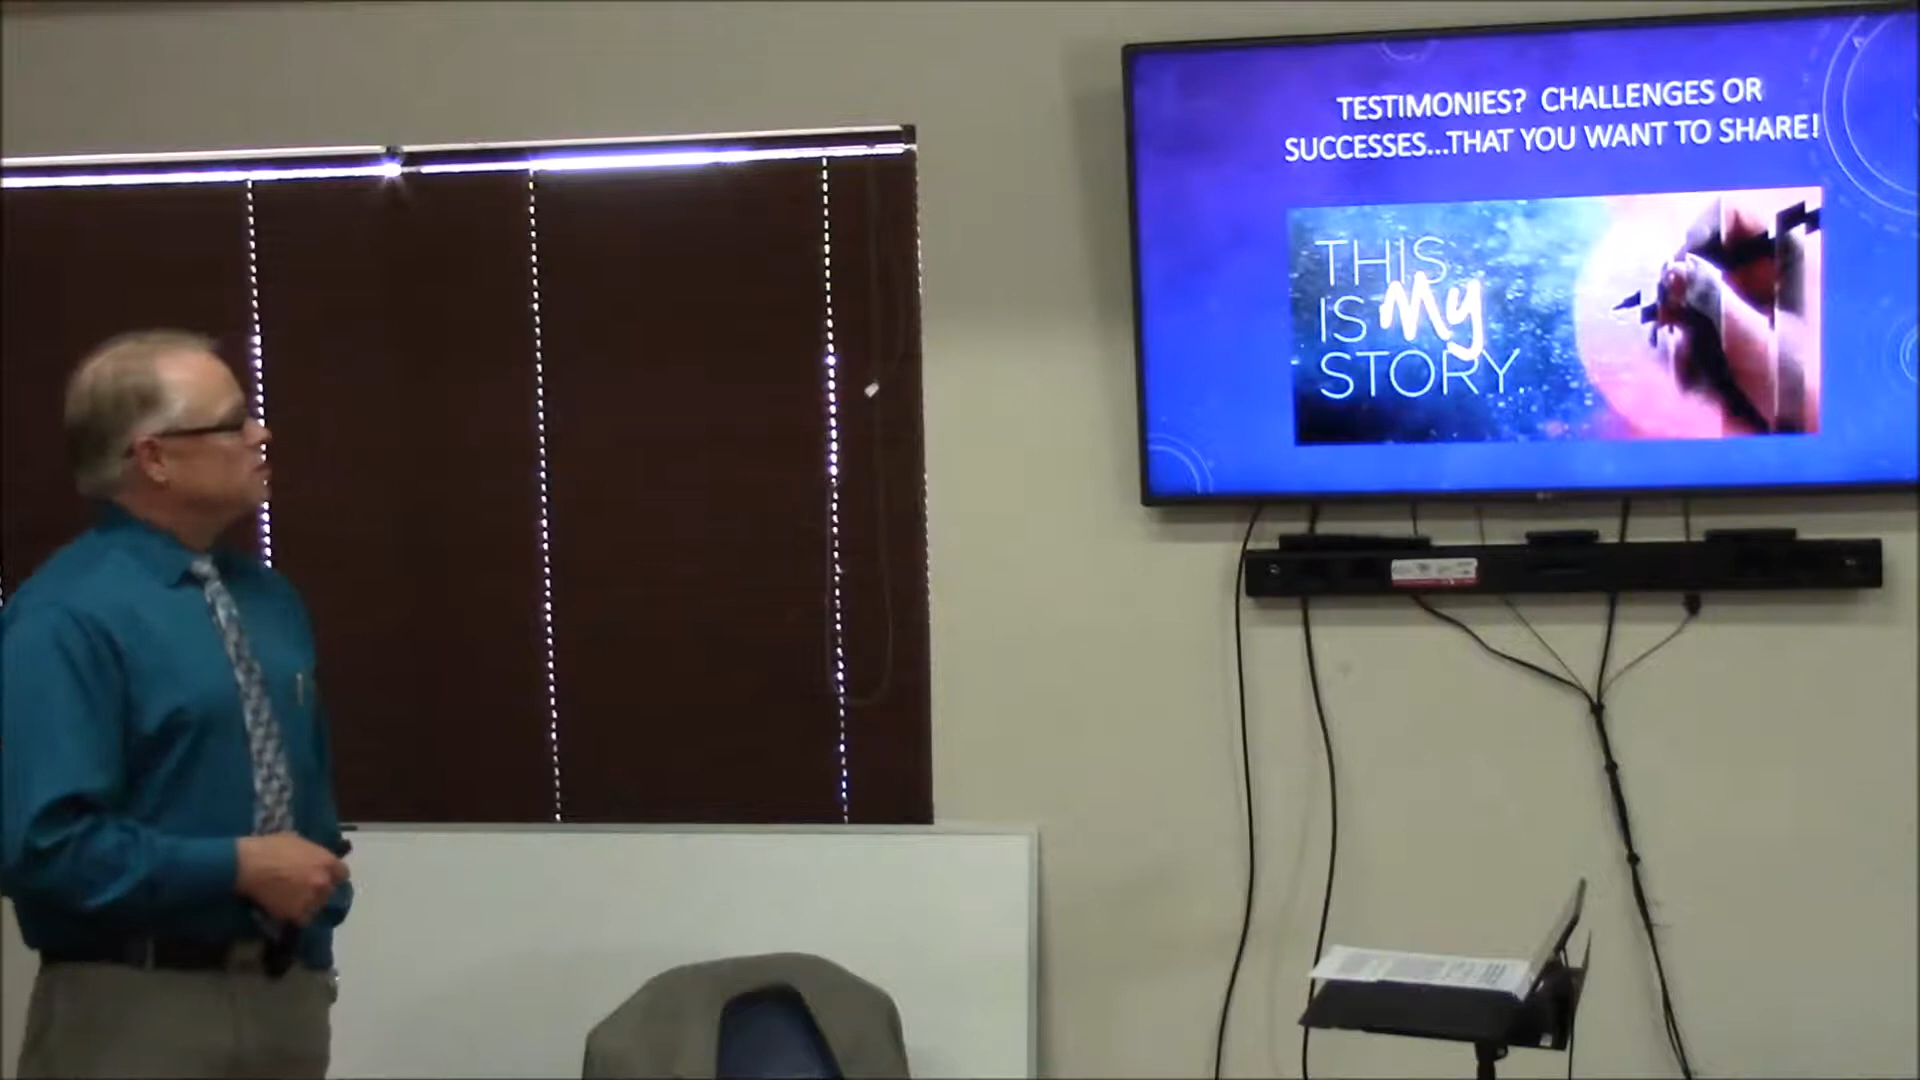 TESTIMONIES? CHALLENGES OR
SUCCESSES...THAT YOU WANT TO SHARE!
THIS
IS My
STORY